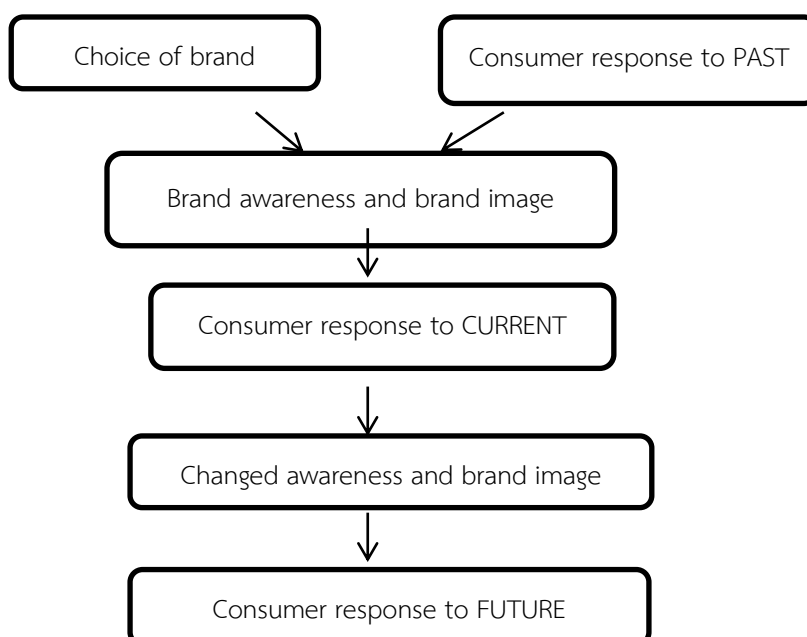 Choice of brand
Consumer response to PAST
Brand awareness and brand image
Consumer response to CURRENT
Changed awareness and brand image
Consumer response to FUTURE